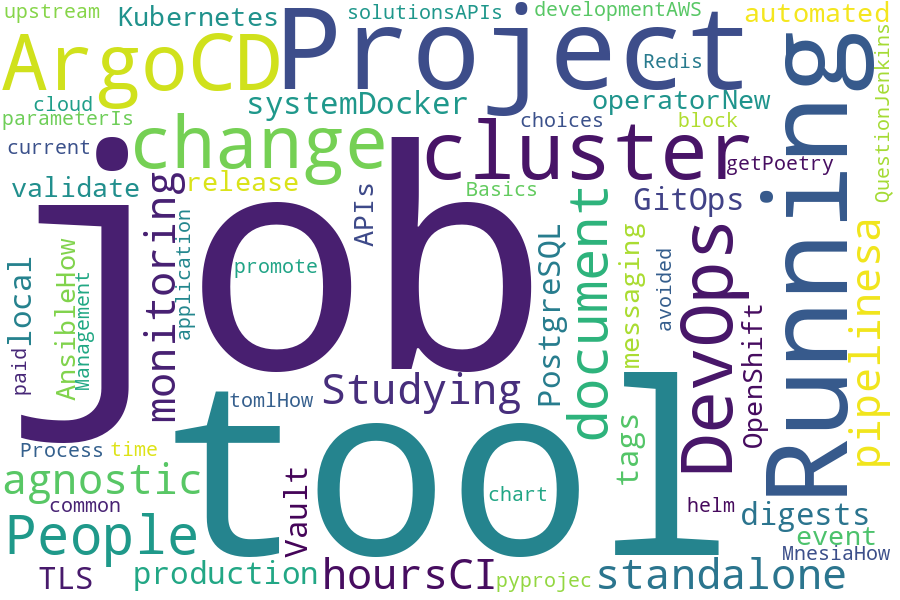 upstream
Kubernetes
solutionsAPIs
developmentAWS
automated
ArgoCD
Project
Redis
Running
QuestionJenkins
cloud
systemDocker
operatorNew
parameterIs
choices
block
current
change
cluster
getPoetry
validate
release
Basics
GitOps
monitoring
APIs
job
application
local
AnsibleHow
Management
promote
PostgreSQL
document
messaging
avoided
DevOps
OpenShift
pipelinesa
paid
tomlHow
Studying
tool
tags
Process
time
agnostic
Vault
chart
common
helm
digests
People
event
MnesiaHow
TLS
production
hoursCI
pyprojec
standalone